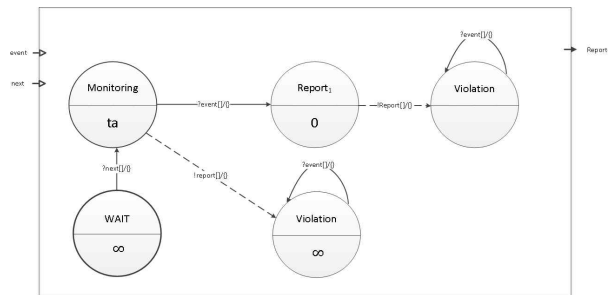 event
next
Report
Monitoring
ta
?event[]/{}
Report1
0
!Report[]/{}
?event[]/{}
Violation
?next[]/{}
!report[]/{}
WAIT
∞
?event[]/{}
Violation
∞